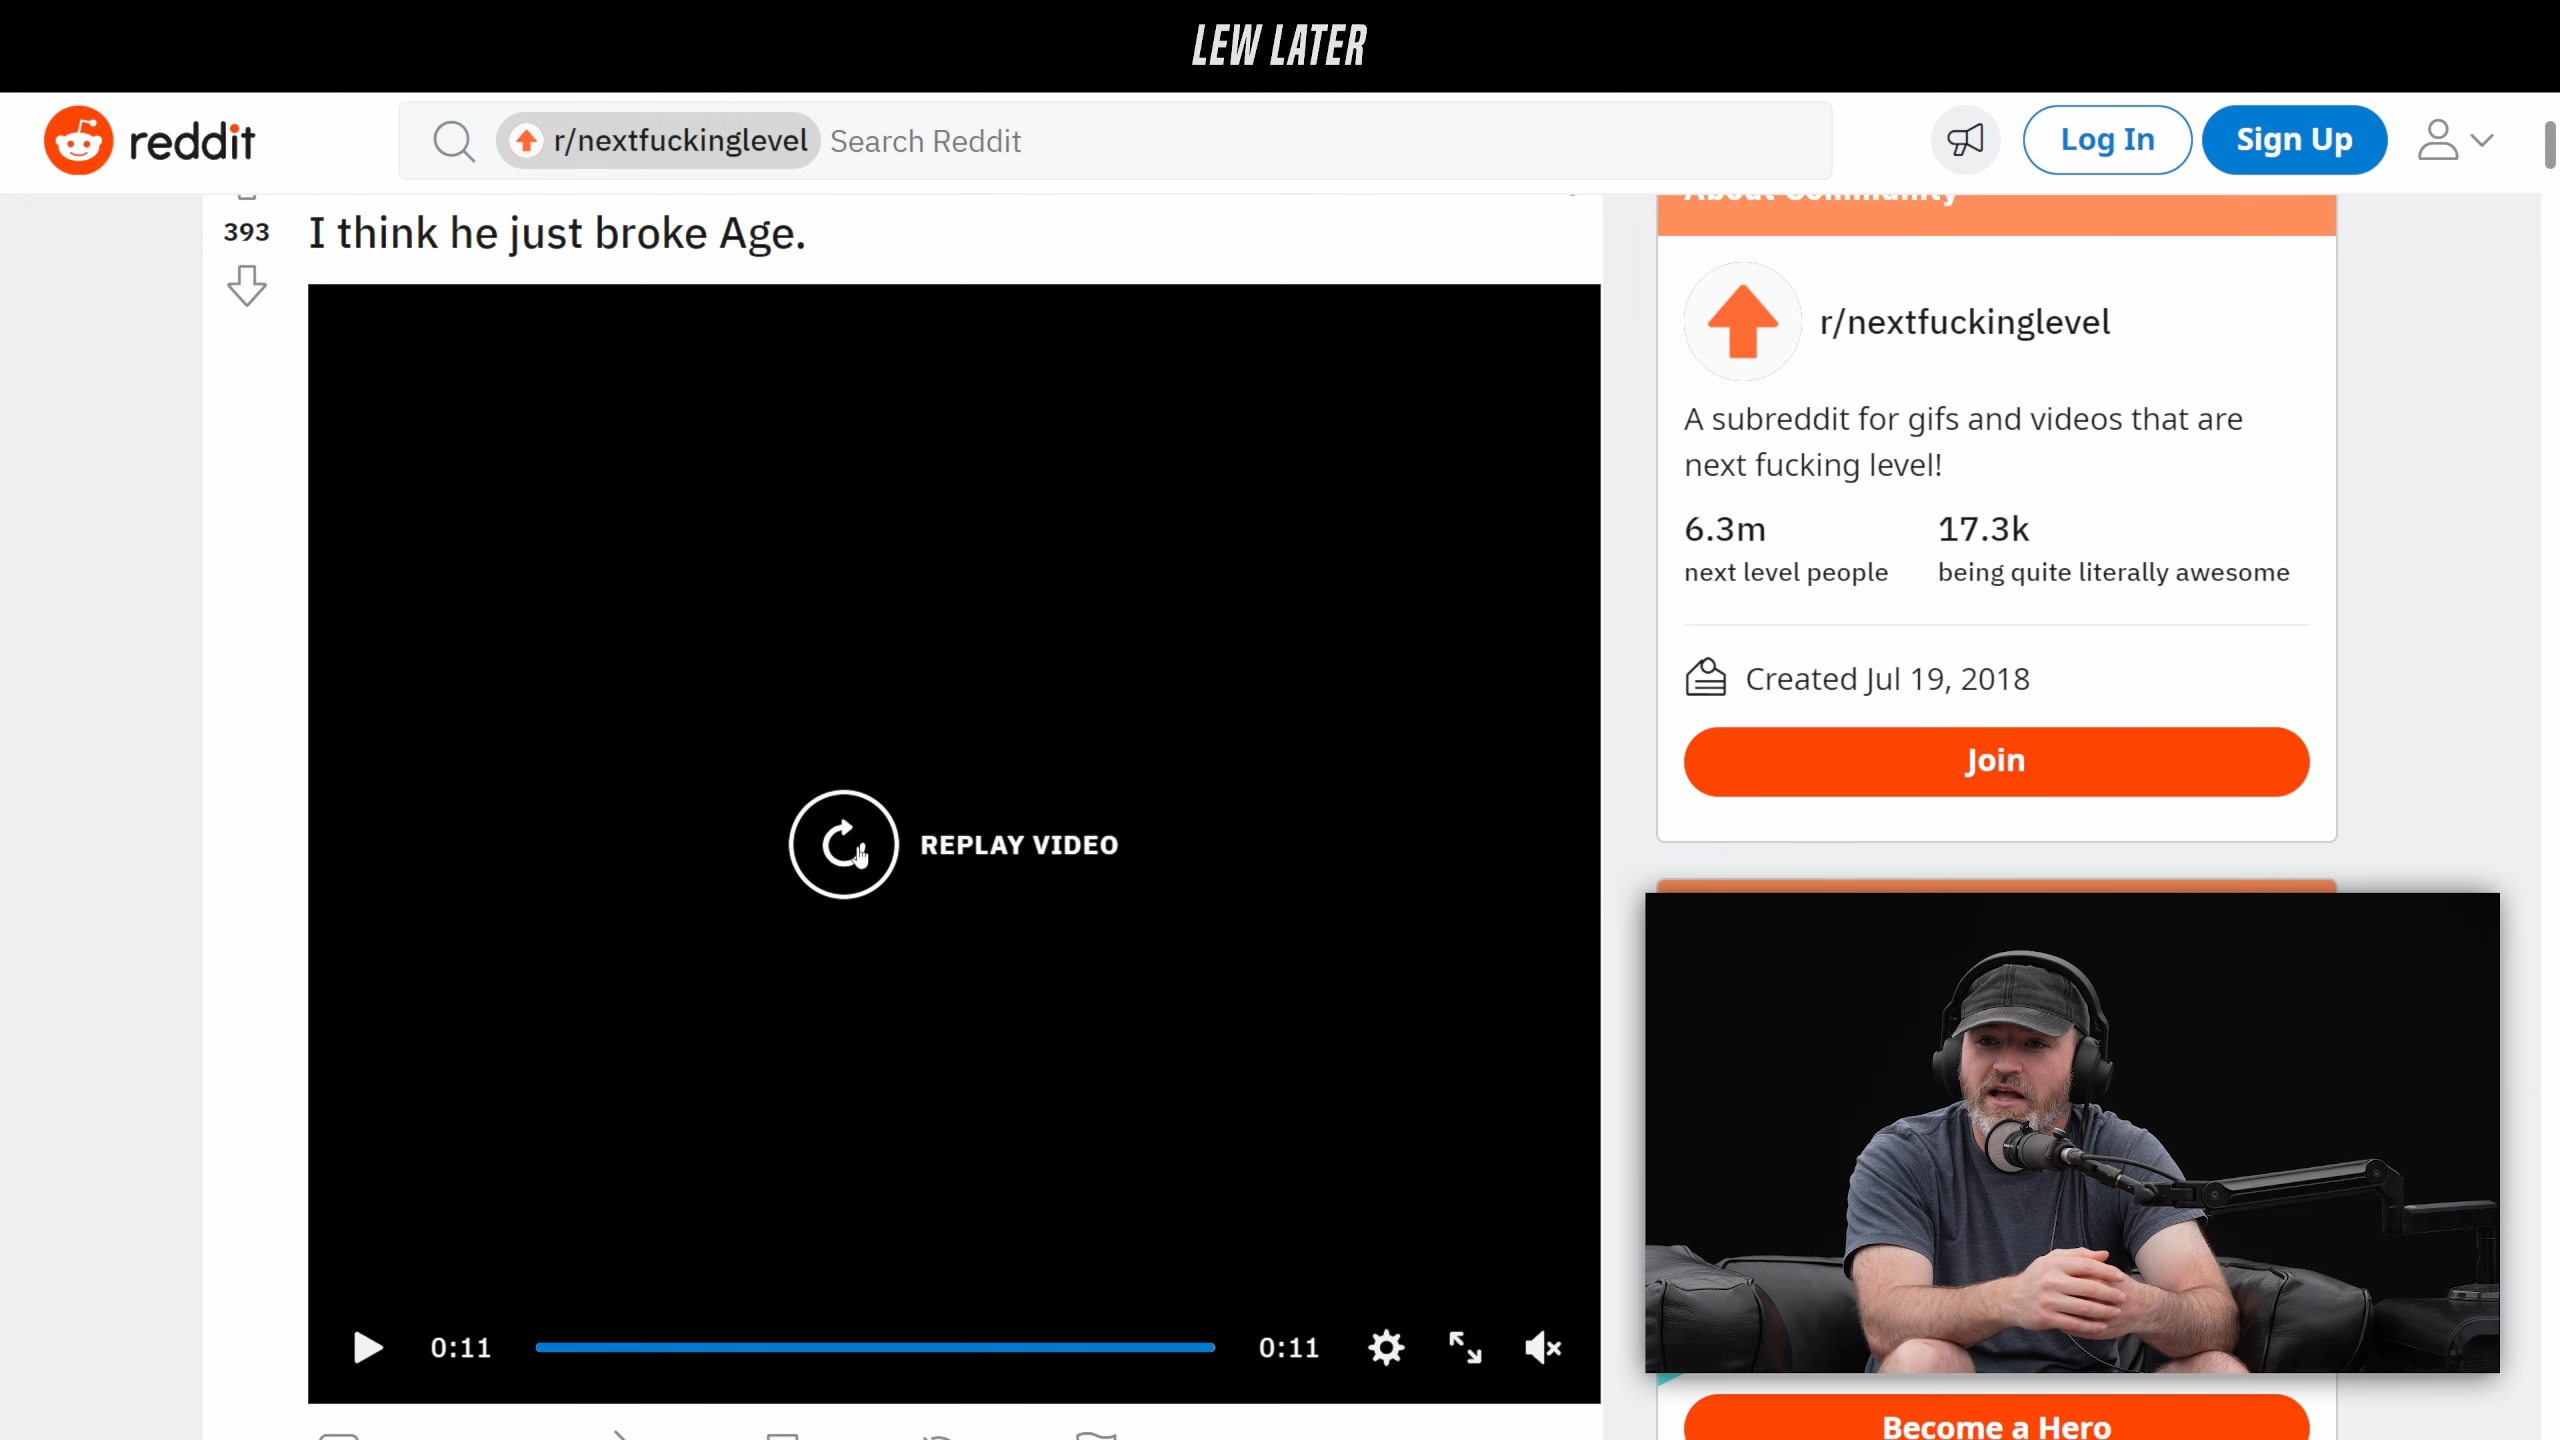 LEW LATER
reddit
r/nextfuckinglevel Search Reddit
Log In
Sign Up
393
I think he just broke Age.
REPLAY VIDEO
0:11
0:11
About Community
r/nextfuckinglevel
A subreddit for gifs and videos that are
next fucking level!
6.3m
next level people
17.3k
being quite literally awesome
Created Jul 19, 2018
Join
Become a Hero